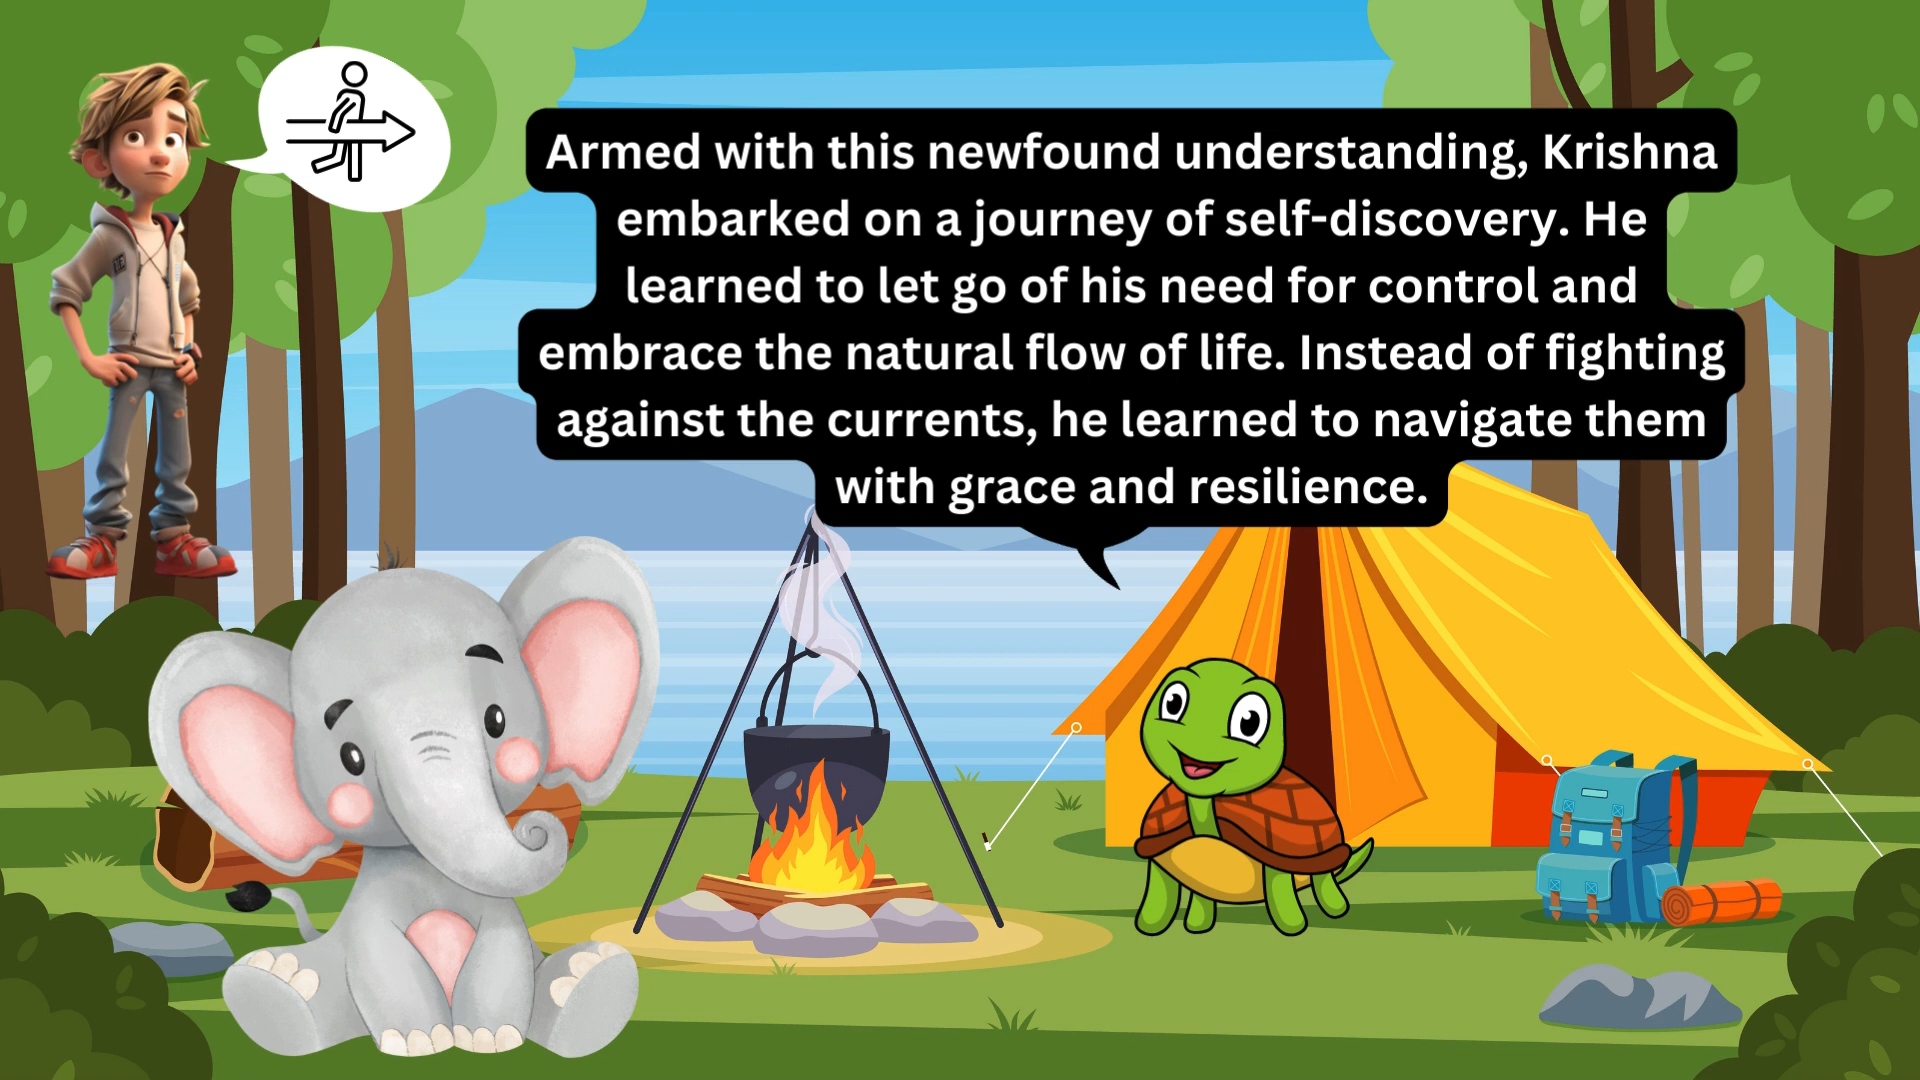 Armed with this newfound understanding, Krishna
embarked on a journey of self-discovery. He
learned to let go of his need for control and
embrace the natural flow of life. Instead of fighting
against the currents, he learned to navigate them
with grace and resilience.